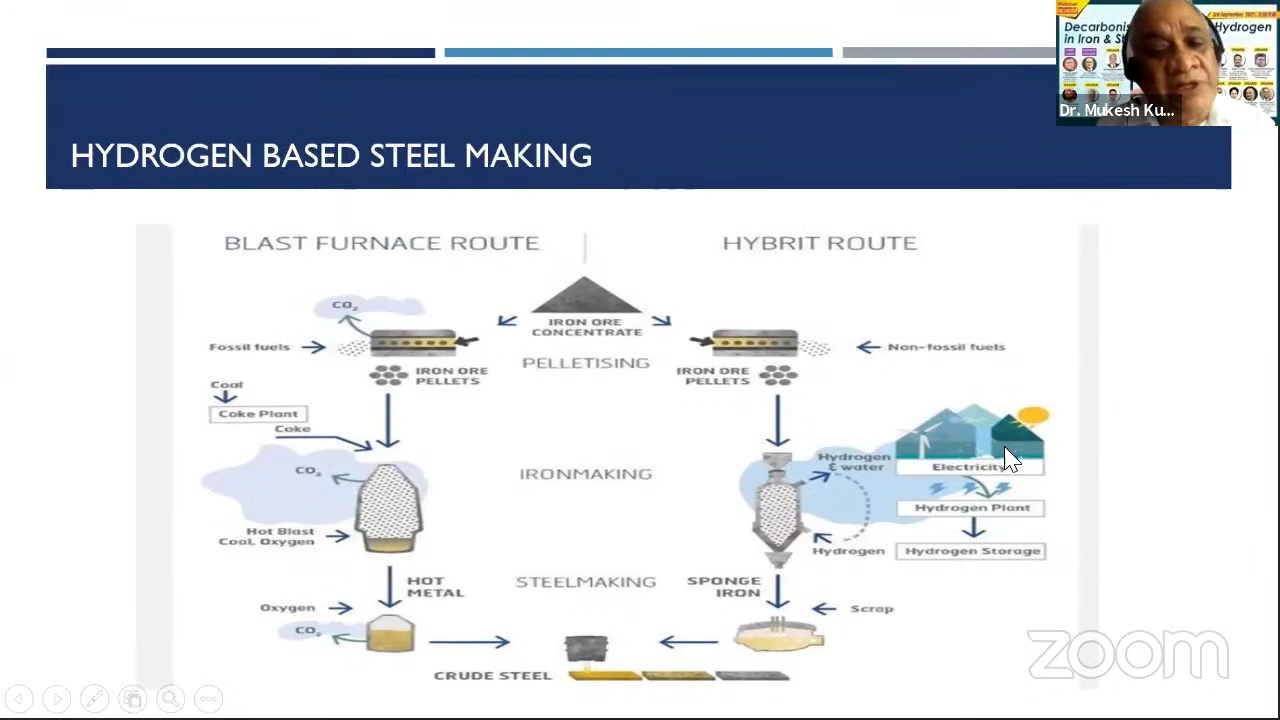 Decarbonis
Hydrogen
in Iron & St
Dr. Mukesh Ku...
HYDROGEN BASED STEEL MAKING
BLAST FURNACE ROUTE
HYBRIT ROUTE
CO₂
IRON ORE
CONCENTRATE
Fossil fuels
Non-fossil fuels
PELLETISING
IRON ORE
PELLETS
IRON ORE
PELLETS
Coal
Coke Plant
Coke
CO₂
IRONMAKING
Hydrogen
& water
Electricity
Hydrogen Plant
Hot Blast
Coal, Oxygen
Hydrogen
Hydrogen Storage
HOT
METAL
STEELMAKING
SPONGE
IRON
Oxygen
Scrap
CO₂
CRUDE STEEL
zoom